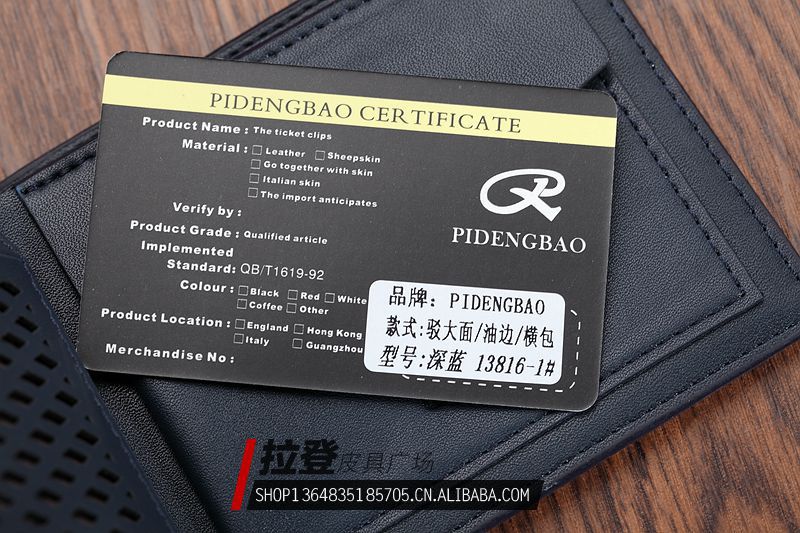 PIDENGBAO CERTIFICATE
Product Name : The ticket clips
Material : □ Leather □ Sheepskin
□ Go together with skin
□ Italian skin
□ The import anticipates
Verify by :
Product Grade : Qualified article
Implemented
Standard: QB/T1619-92
Colour : □ Black □ Red □ White
□ Coffee □ Other
Product Location : □ England □ Hong Kong
□ Italy □ Guangzhou
Merchandise No :
R
PIDENGBAO
品牌: PIDENGBAO
款式:驳大面/油边/横包
型号:深蓝 13816-1#
拉登皮具广场
SHOP1364835185705.CN.ALIBABA.COM